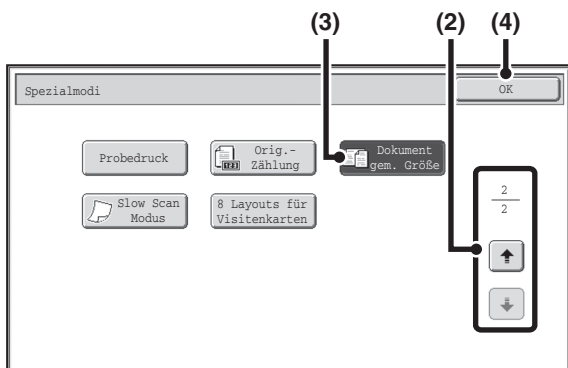 (3)
(2)
(4)
Spezialmodi
OK
Probedruck
Orig.-
Zählung
123
Dokument
gem. Größe
Slow Scan
Modus
8 Layouts für
Visitenkarten
2
2